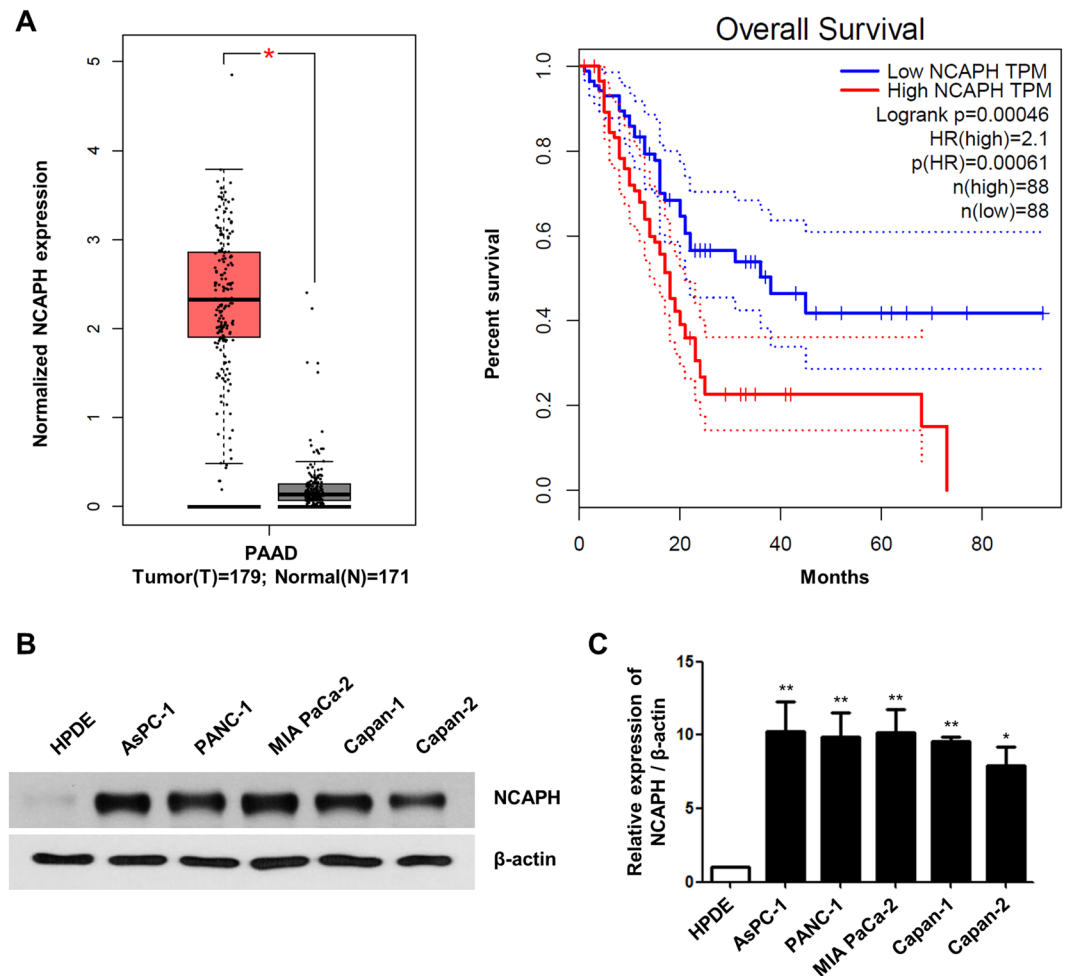 A
Normalized NCAPH expression
5
4
3
2
1
0
*
PAAD
Tumor(T)=179; Normal(N)=171
Overall Survival
Percent survival
1.0
0.8
0.6
0.4
0.2
0.0
Low NCAPH TPM
High NCAPH TPM
Logrank p=0.00046
HR(high)=2.1
p(HR)=0.00061
n(high)=88
n(low)=88
0 20 40 60 80
Months
B
HPDE AsPC-1 PANC-1 MIA PaCa-2 Capan-1 Capan-2
NCAPH
β-actin
C
Relative expression of
NCAPH / β-actin
15
10
5
0
** ** ** ** *
HPDE AsPC-1 PANC-1 MIA PaCa-2 Capan-1 Capan-2